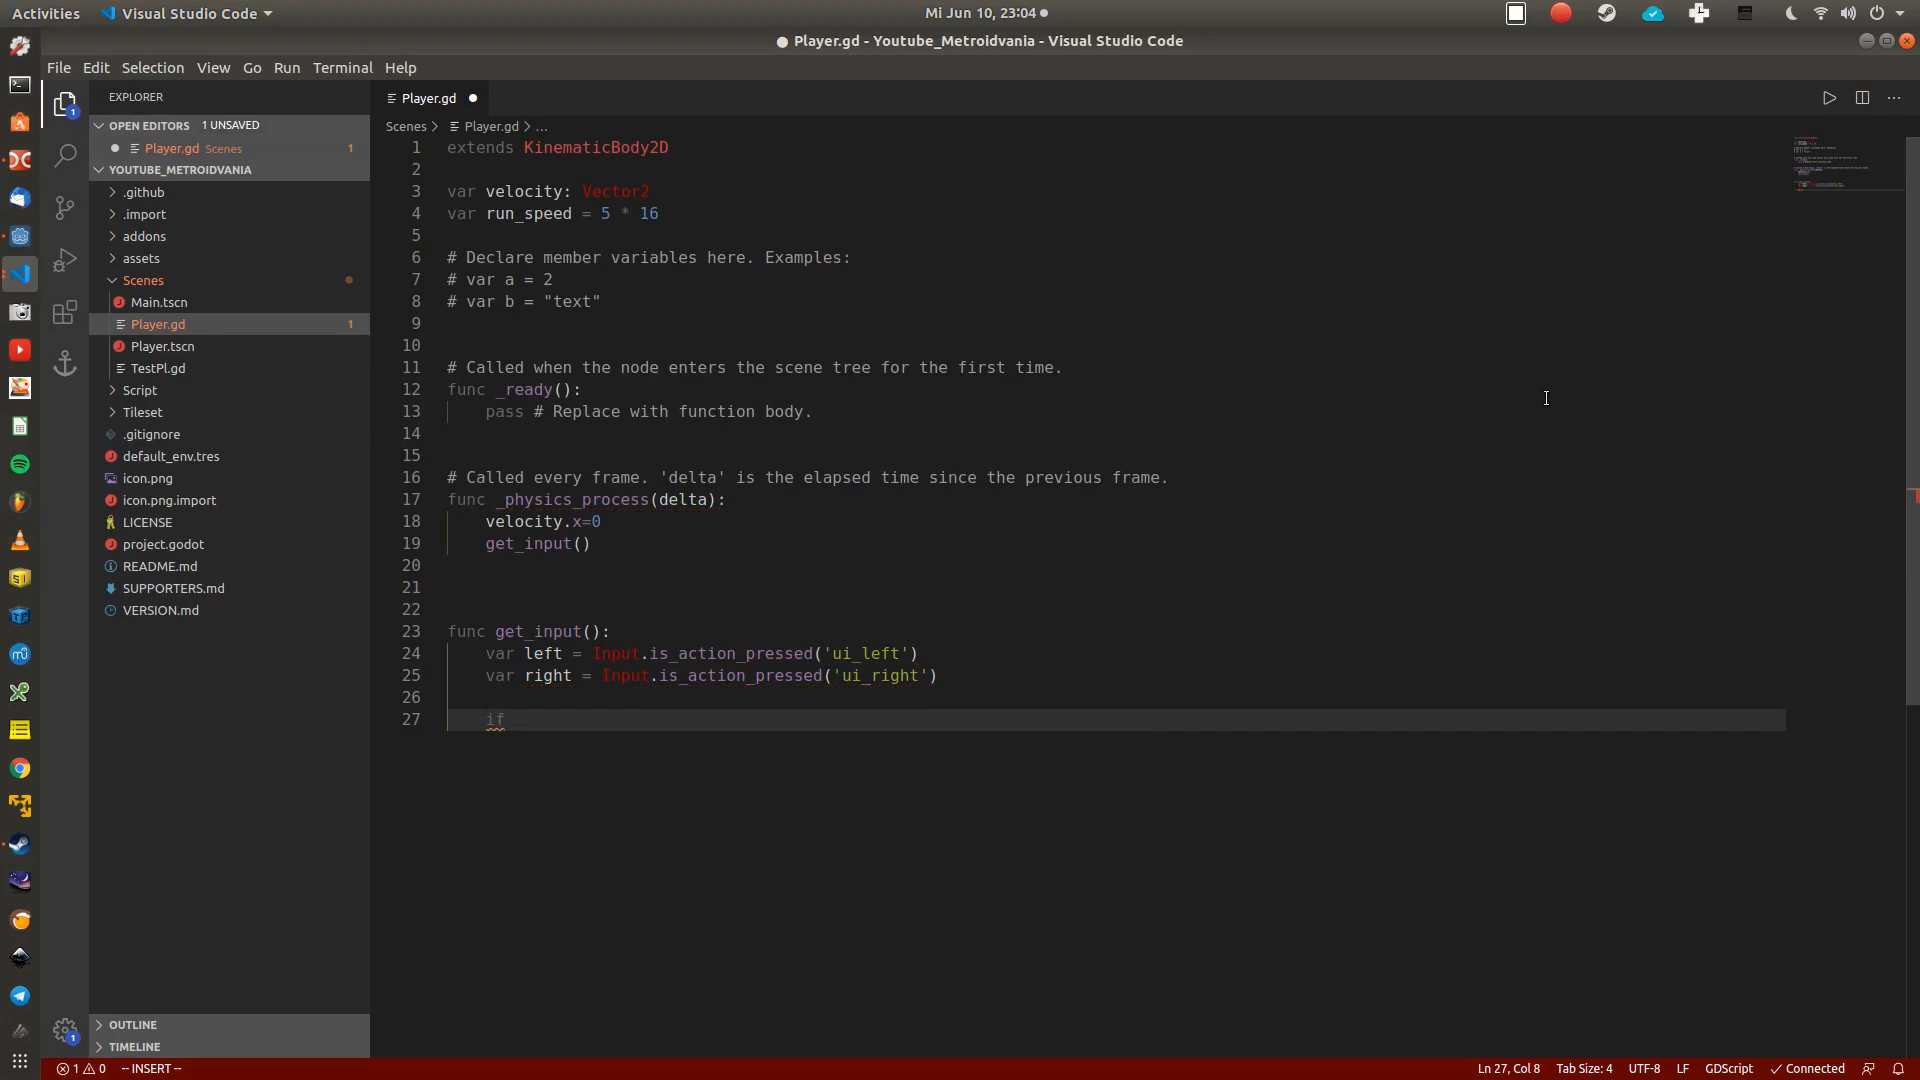 Activities
Visual Studio Code
Mi Jun 10, 23:04
● Player.gd - Youtube_Metroidvania - Visual Studio Code
File Edit Selection View Go Run Terminal Help
EXPLORER
OPEN EDITORS 1 UNSAVED
Player.gd Scenes 1
YOUTUBE_METROIDVANIA
.github
.import
addons
assets
Scenes
Main.tscn
Player.gd 1
Player.tscn
TestPl.gd
Script
Tileset
.gitignore
default_env.tres
icon.png
icon.png.import
LICENSE
project.godot
README.md
SUPPORTERS.md
VERSION.md
OUTLINE
TIMELINE
Player.gd
Scenes > Player.gd > ...
1 extends KinematicBody2D
2
3 var velocity: Vector2
4 var run_speed = 5 * 16
5
6 # Declare member variables here. Examples:
7 # var a = 2
8 # var b = "text"
9
10
11 # Called when the node enters the scene tree for the first time.
12 func _ready():
13 pass # Replace with function body.
14
15
16 # Called every frame. 'delta' is the elapsed time since the previous frame.
17 func _physics_process(delta):
18 velocity.x=0
19 get_input()
20
21
22
23 func get_input():
24 var left = Input.is_action_pressed('ui_left')
25 var right = Input.is_action_pressed('ui_right')
26
27 if
1 0 -- INSERT --
Ln 27, Col 8 Tab Size: 4 UTF-8 LF GDScript Connected